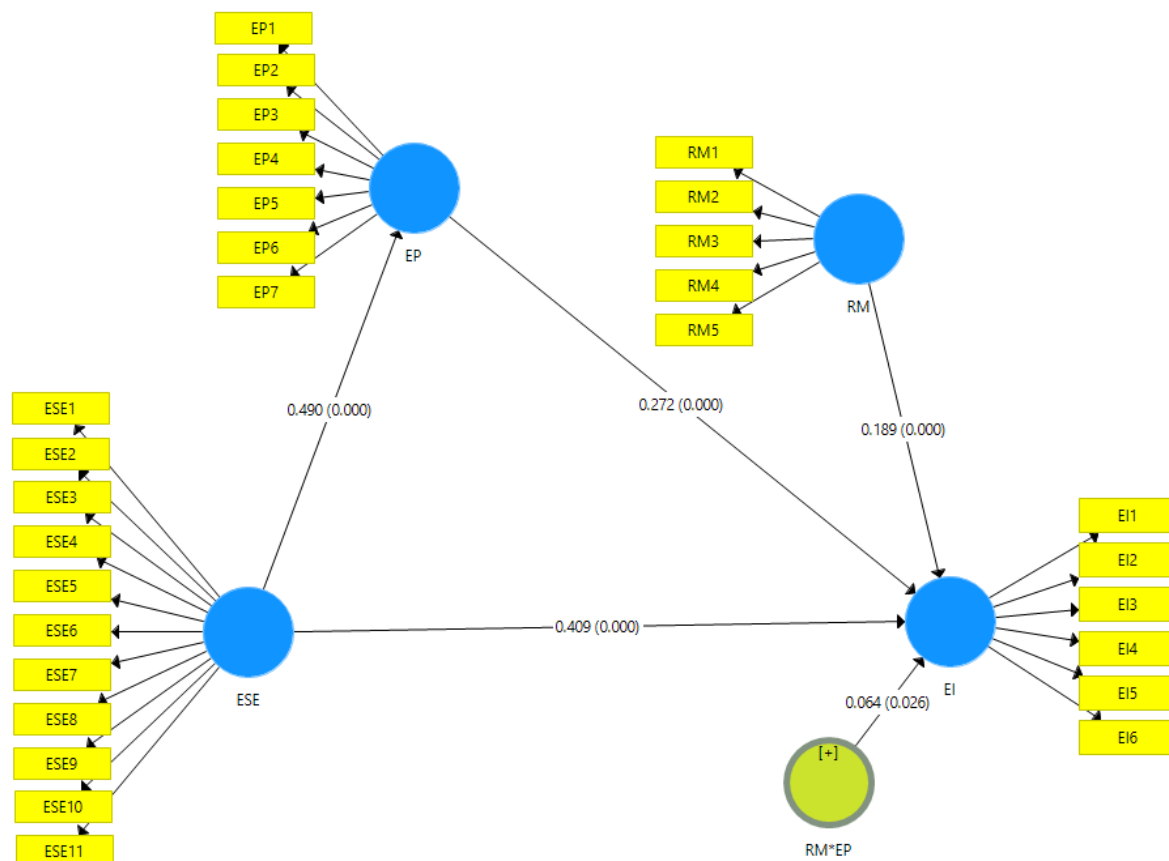 EP1
EP2
EP3
EP4
EP5
EP6
EP7
EP
RM1
RM2
RM3
RM4
RM5
RM
0.490 (0.000)
0.272 (0.000)
0.189 (0.000)
ESE1
ESE2
ESE3
ESE4
ESE5
ESE6
ESE7
ESE8
ESE9
ESE10
ESE11
ESE
0.409 (0.000)
EI1
EI2
EI3
EI4
EI5
EI6
EI
0.064 (0.026)
[+]
RM*EP